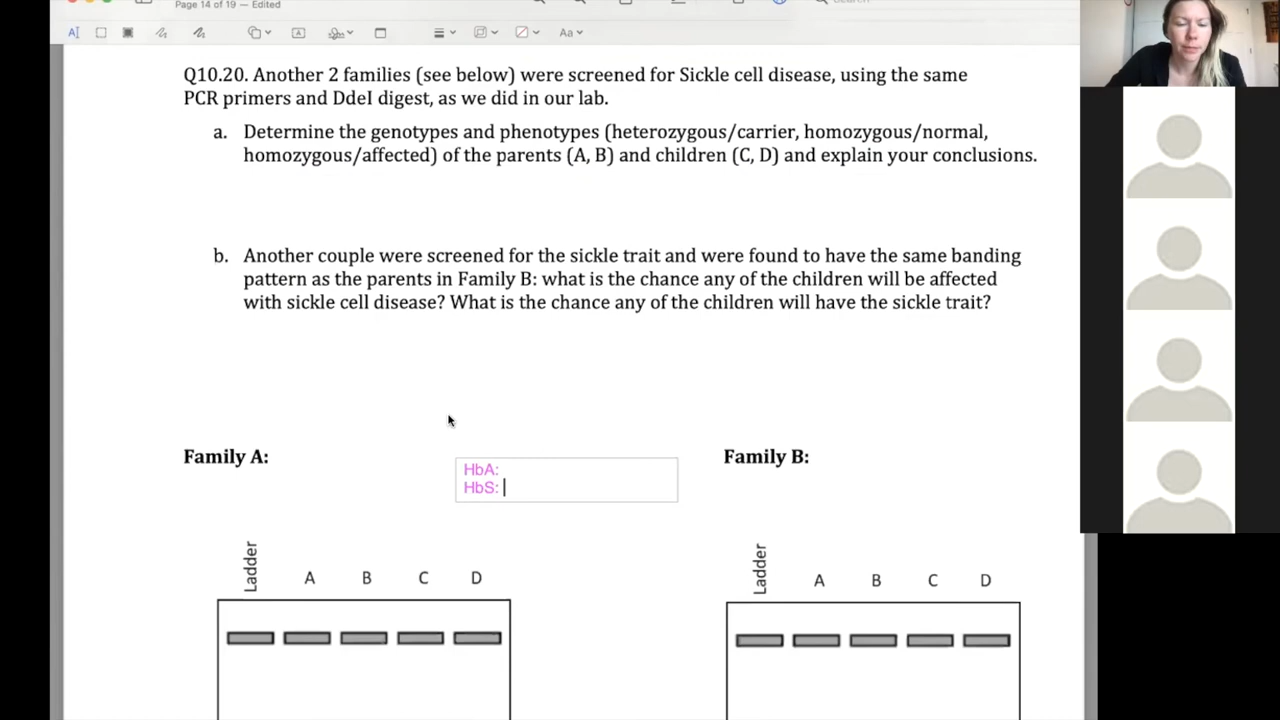 Page 14 of 19 — Edited
Search
A
A
Aa
Q10.20. Another 2 families (see below) were screened for Sickle cell disease, using the same
PCR primers and DdeI digest, as we did in our lab.
a. Determine the genotypes and phenotypes (heterozygous/carrier, homozygous/normal,
homozygous/affected) of the parents (A, B) and children (C, D) and explain your conclusions.
b. Another couple were screened for the sickle trait and were found to have the same banding
pattern as the parents in Family B: what is the chance any of the children will be affected
with sickle cell disease? What is the chance any of the children will have the sickle trait?
Family A:
HbA:
HbS:
Family B:
Ladder A B C D
Ladder A B C D